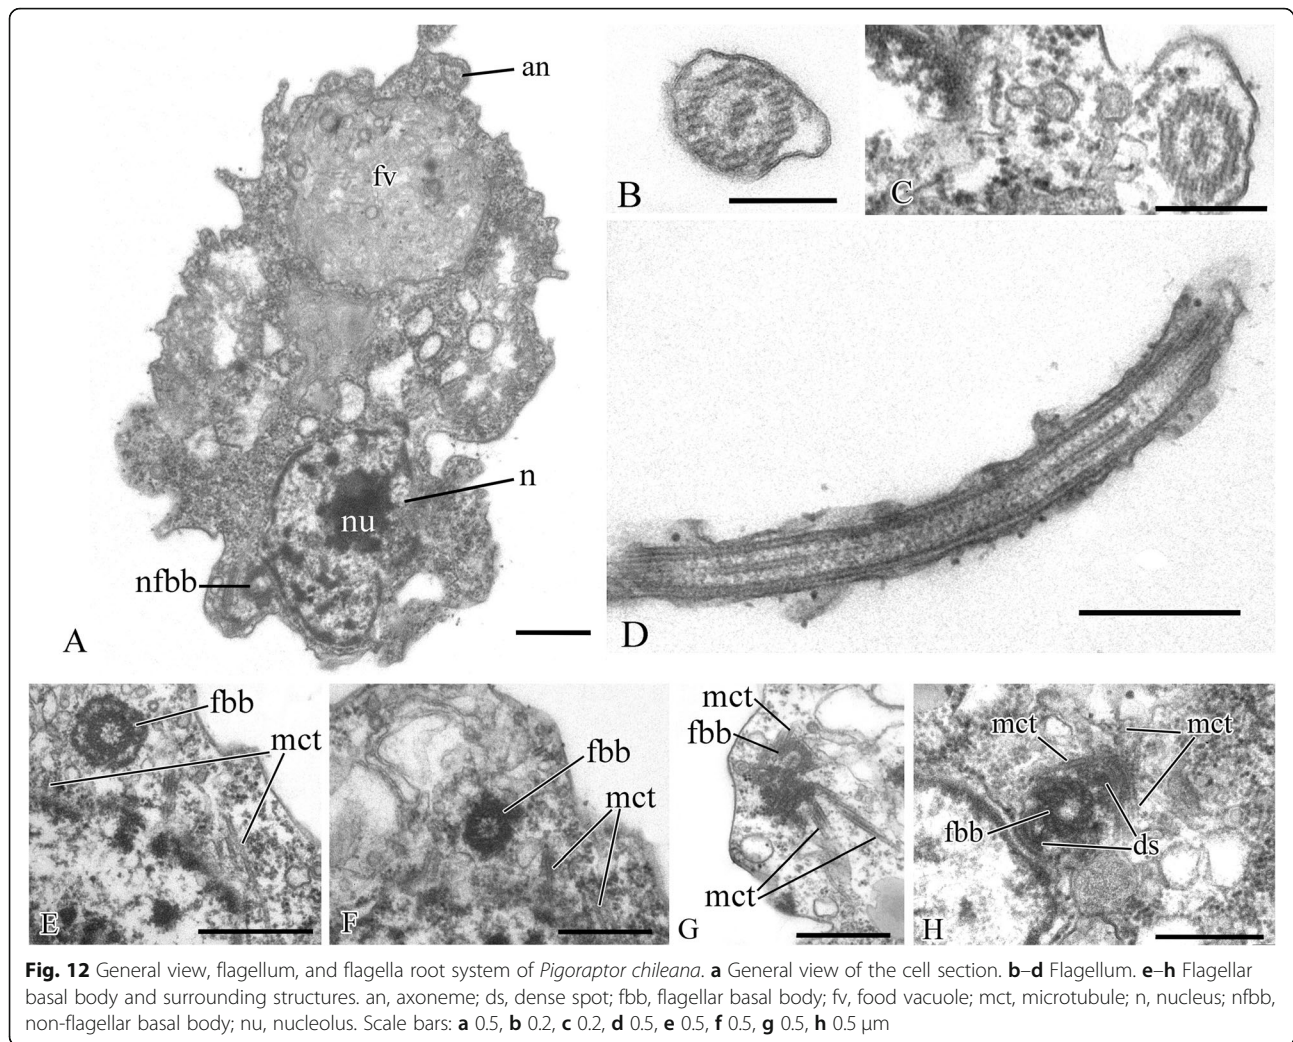 an
fv
n
nu
nfbb
A
B
C
D
fbb
mct
E
fbb
mct
F
mct
fbb
mct
G
mct
mct
fbb
ds
H
Fig. 12 General view, flagellum, and flagella root system of Pigoraptor chileana. a General view of the cell section. b–d Flagellum. e–h Flagellar
basal body and surrounding structures. an, axoneme; ds, dense spot; fbb, flagellar basal body; fv, food vacuole; mct, microtubule; n, nucleus; nfbb,
non-flagellar basal body; nu, nucleolus. Scale bars: a 0.5, b 0.2, c 0.2, d 0.5, e 0.5, f 0.5, g 0.5, h 0.5 μm